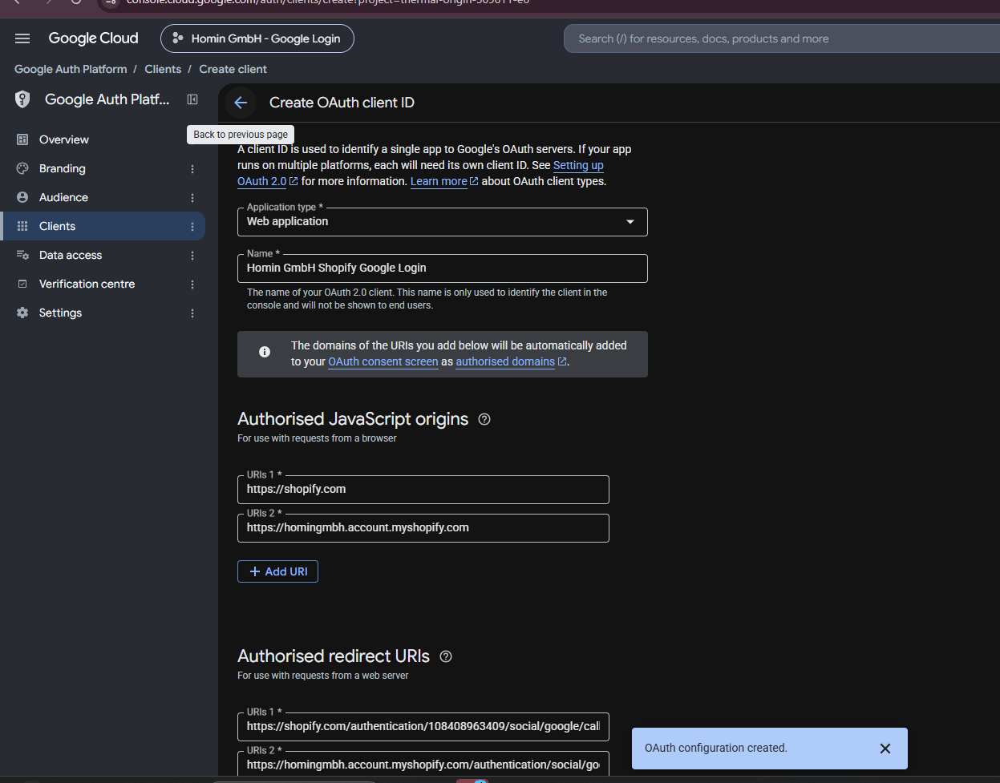 console.cloud.google.com/auth/clients/create?project=thermal-origin-
Google Cloud
Homin GmbH - Google Login
Search (/) for resources, docs, products and more
Google Auth Platform / Clients / Create client
Google Auth Platf...
Create OAuth client ID
Back to previous page
Overview
Branding
Audience
Clients
Data access
Verification centre
Settings
A client ID is used to identify a single app to Google's OAuth servers. If your app
runs on multiple platforms, each will need its own client ID. See Setting up
OAuth 2.0 for more information. Learn more about OAuth client types.
Application type *
Web application
Name *
Homin GmbH Shopify Google Login
The name of your OAuth 2.0 client. This name is only used to identify the client in the
console and will not be shown to end users.
The domains of the URIs you add below will be automatically added
to your OAuth consent screen as authorised domains.
Authorised JavaScript origins
For use with requests from a browser
URIs 1 *
https://shopify.com
URIs 2 *
https://homingmbh.account.myshopify.com
+ Add URI
Authorised redirect URIs
For use with requests from a web server
URIs 1 *
https://shopify.com/authentication/108408963409/social/google/call
URIs 2 *
https://homingmbh.account.myshopify.com/authentication/social/go
OAuth configuration created.